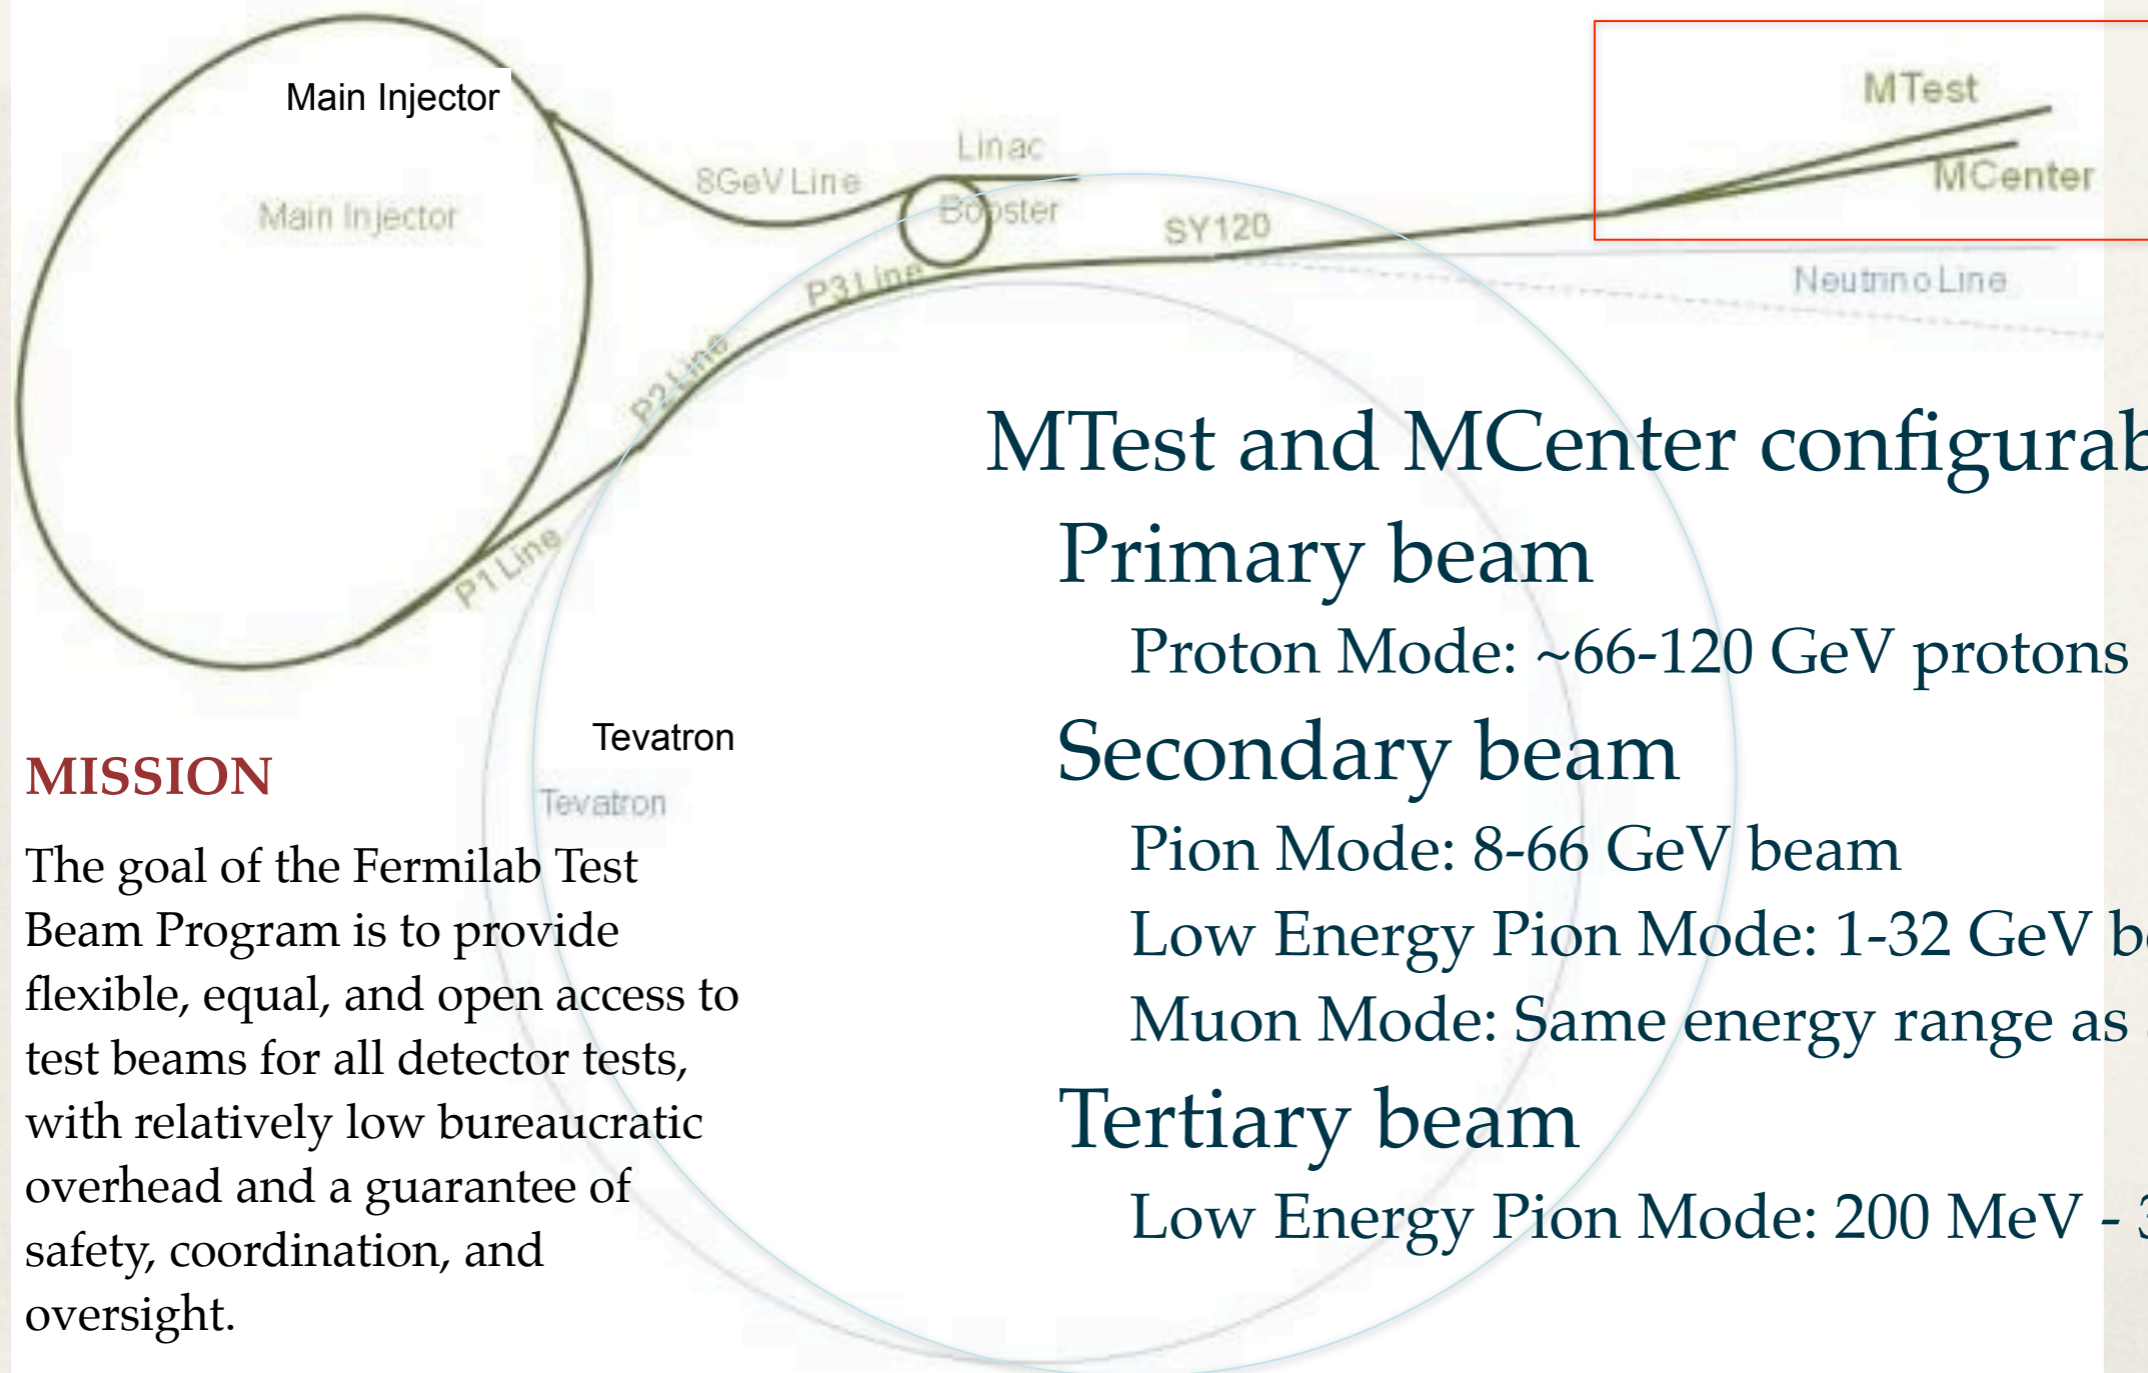 Main Injector
Main Injector
8GeV Line
Linac
Booster
SY120
MTest
MCenter
Neutrino Line
P3 Line
P2 Line
P1 Line
Tevatron
Tevatron
MISSION
The goal of the Fermilab Test
Beam Program is to provide
flexible, equal, and open access to
test beams for all detector tests,
with relatively low bureaucratic
overhead and a guarantee of
safety, coordination, and
oversight.
MTest and MCenter
Primary beam
Proton Mode: ~66-120 GeV protons
Secondary beam
Pion Mode: 8-66 GeV beam
Low Energy Pion Mode: 1-32 GeV
Muon Mode: Same energy range as
Tertiary beam
Low Energy Pion Mode: 200 MeV -